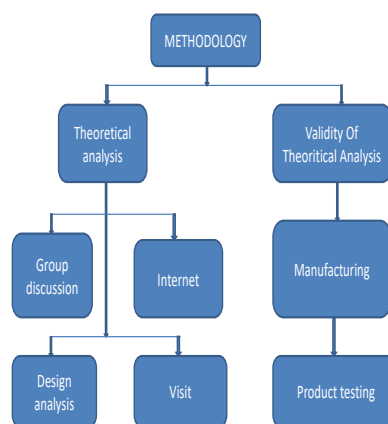 METHODOLOGY
Theoretical
analysis
Validity Of
Theoritical Analysis
Group
discussion
Internet
Manufacturing
Design
analysis
Visit
Product testing